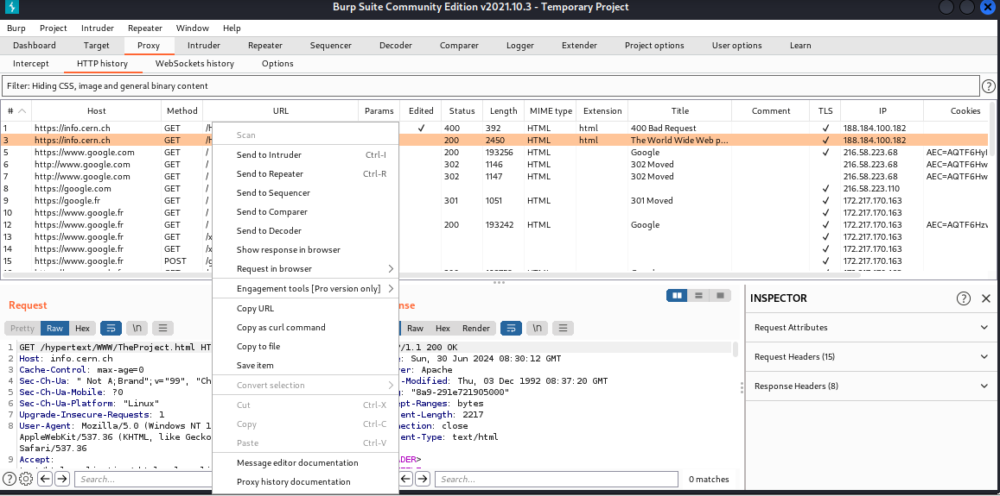 Burp Suite Community Edition v2021.10.3 - Temporary Project
Burp Project Intruder Repeater Window Help
Dashboard Target Proxy Intruder Repeater Sequencer Decoder Comparer Logger Extender Project options User options Learn
Intercept HTTP history WebSockets history Options
Filter: Hiding CSS, image and general binary content ?
# Host Method URL Params Edited Status Length MIME type Extension Title Comment TLS IP Cookies
1 https://info.cern.ch GET /h ✓ 400 392 HTML html 400 Bad Request ✓ 188.184.100.182
3 https://info.cern.ch GET /h 200 2450 HTML html The World Wide Web p... ✓ 188.184.100.182
5 https://www.google.com GET / 200 193256 HTML Google ✓ 216.58.223.68 AEC=AQTF6Hyl
6 http://www.google.com GET / 302 1146 HTML 302 Moved 216.58.223.68 AEC=AQTF6Hw
7 http://www.google.com GET / 302 1147 HTML 302 Moved 216.58.223.68 AEC=AQTF6Hw
8 https://google.com GET / ✓ 216.58.223.110
9 https://google.fr GET / 301 1051 HTML 301 Moved ✓ 172.217.170.163
10 https://www.google.fr GET / ✓ 172.217.170.163
12 https://www.google.fr GET / 200 193242 HTML Google ✓ 172.217.170.163 AEC=AQTF6Hzv
13 https://www.google.fr GET /x ✓ 172.217.170.163
14 https://www.google.fr GET /x ✓ 172.217.170.163
15 https://www.google.fr POST /g ✓ 172.217.170.163
Scan
Send to Intruder Ctrl-I
Send to Repeater Ctrl-R
Send to Sequencer
Send to Comparer
Send to Decoder
Show response in browser
Request in browser
Engagement tools [Pro version only]
Copy URL
Copy as curl command
Copy to file
Save item
Convert selection
Cut Ctrl-X
Copy Ctrl-C
Paste Ctrl-V
Message editor documentation
Proxy history documentation
Request
Pretty Raw Hex \n
1 GET /hypertext/WWW/TheProject.html HT
2 Host: info.cern.ch
3 Cache-Control: max-age=0
4 Sec-Ch-Ua: " Not A;Brand";v="99", "Ch
5 Sec-Ch-Ua-Mobile: ?0
6 Sec-Ch-Ua-Platform: "Linux"
7 Upgrade-Insecure-Requests: 1
8 User-Agent: Mozilla/5.0 (Windows NT 1
AppleWebKit/537.36 (KHTML, like Gecko
Safari/537.36
9 Accept:
? Search...
nse
Raw Hex Render \n
/1.1 200 OK
: Sun, 30 Jun 2024 08:30:12 GMT
er: Apache
-Modified: Thu, 03 Dec 1992 08:37:20 GMT
: "8a9-291e721905000"
ept-Ranges: bytes
ent-Length: 2217
nection: close
ent-Type: text/html
ADER>
Search... 0 matches
INSPECTOR ?
Request Attributes
Request Headers (15)
Response Headers (8)